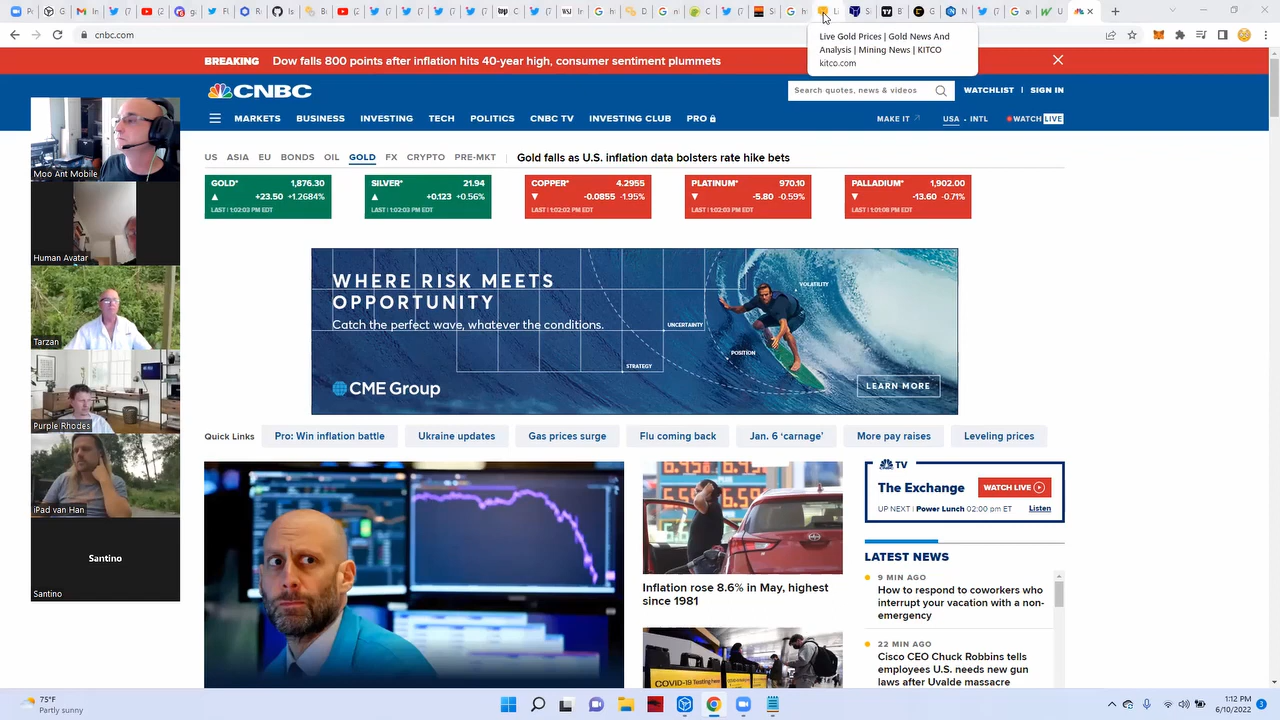 Live Gold Prices | Gold News And
Analysis | Mining News | KITCO
kitco.com
cnbc.com
BREAKING Dow falls 800 points after inflation hits 40-year high, consumer sentiment plummets
CNBC
Search quotes, news & videos
WATCHLIST | SIGN IN
MARKETS BUSINESS INVESTING TECH POLITICS CNBC TV INVESTING CLUB PRO
MAKE IT USA • INTL WATCH LIVE
US ASIA EU BONDS OIL GOLD FX CRYPTO PRE-MKT | Gold falls as U.S. inflation data bolsters rate hike bets
GOLD* 1,876.30
+23.50 +1.2684%
LAST | 1:02:03 PM EDT
SILVER* 21.94
+0.123 +0.56%
LAST | 1:02:03 PM EDT
COPPER* 4.2955
-0.0855 -1.95%
LAST | 1:02:02 PM EDT
PLATINUM* 970.10
-5.80 -0.59%
LAST | 1:02:03 PM EDT
PALLADIUM* 1,902.00
-13.60 -0.71%
LAST | 1:01:08 PM EDT
WHERE RISK MEETS
OPPORTUNITY
Catch the perfect wave, whatever the conditions.
VOLATILITY
UNCERTAINTY
POSITION
STRATEGY
CME Group
LEARN MORE
Quick Links Pro: Win inflation battle Ukraine updates Gas prices surge Flu coming back Jan. 6 ‘carnage’ More pay raises Leveling prices
Inflation rose 8.6% in May, highest
since 1981
COVID-19 Testing
TV
The Exchange WATCH LIVE
UP NEXT | Power Lunch 02:00 pm ET Listen
LATEST NEWS
9 MIN AGO
How to respond to coworkers who
interrupt your vacation with a non-
emergency
22 MIN AGO
Cisco CEO Chuck Robbins tells
employees U.S. needs new gun
laws after Uvalde massacre
Moo Ant Mobile
Human Avatar
Tarzan
Purple Rhodes
iPad van Han
Santino
Santino
75°F
Partly sunny
1:12 PM
6/10/2022